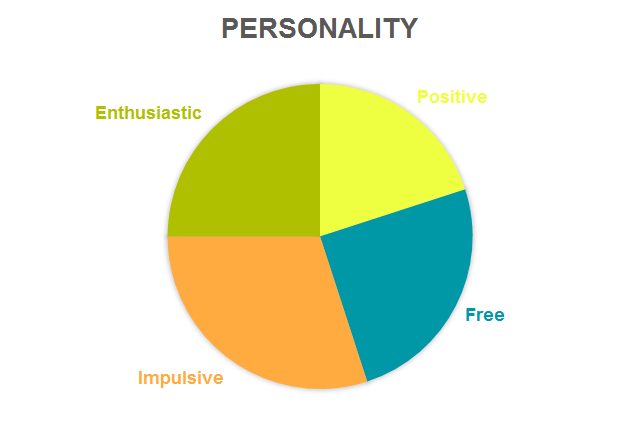 PERSONALITY
Positive
Enthusiastic
Free
Impulsive